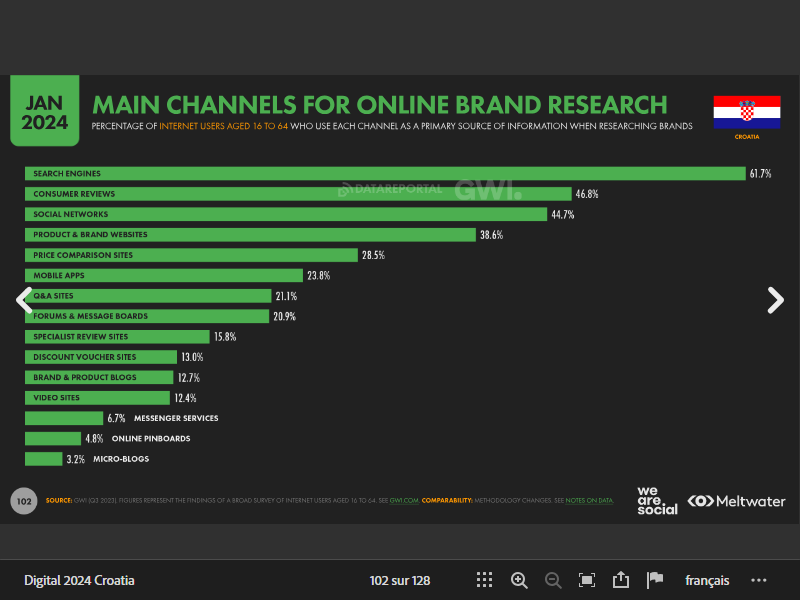 JAN
2024
MAIN CHANNELS FOR ONLINE BRAND RESEARCH
PERCENTAGE OF INTERNET USERS AGED 16 TO 64 WHO USE EACH CHANNEL AS A PRIMARY SOURCE OF INFORMATION WHEN RESEARCHING BRANDS
CROATIA
SEARCH ENGINES 61.7%
DATAREPORTAL GWI.
CONSUMER REVIEWS 46.8%
SOCIAL NETWORKS 44.7%
PRODUCT & BRAND WEBSITES 38.6%
PRICE COMPARISON SITES 28.5%
MOBILE APPS 23.8%
Q&A SITES 21.1%
FORUMS & MESSAGE BOARDS 20.9%
SPECIALIST REVIEW SITES 15.8%
DISCOUNT VOUCHER SITES 13.0%
BRAND & PRODUCT BLOGS 12.7%
VIDEO SITES 12.4%
6.7% MESSENGER SERVICES
4.8% ONLINE PINBOARDS
3.2% MICRO-BLOGS
102
SOURCE: GWI (Q3 2023). FIGURES REPRESENT THE FINDINGS OF A BROAD SURVEY OF INTERNET USERS AGED 16 TO 64. SEE GWI.COM. COMPARABILITY: METHODOLOGY CHANGES. SEE NOTES ON DATA.
we
are
social
Meltwater
Digital 2024 Croatia
102 sur 128
français